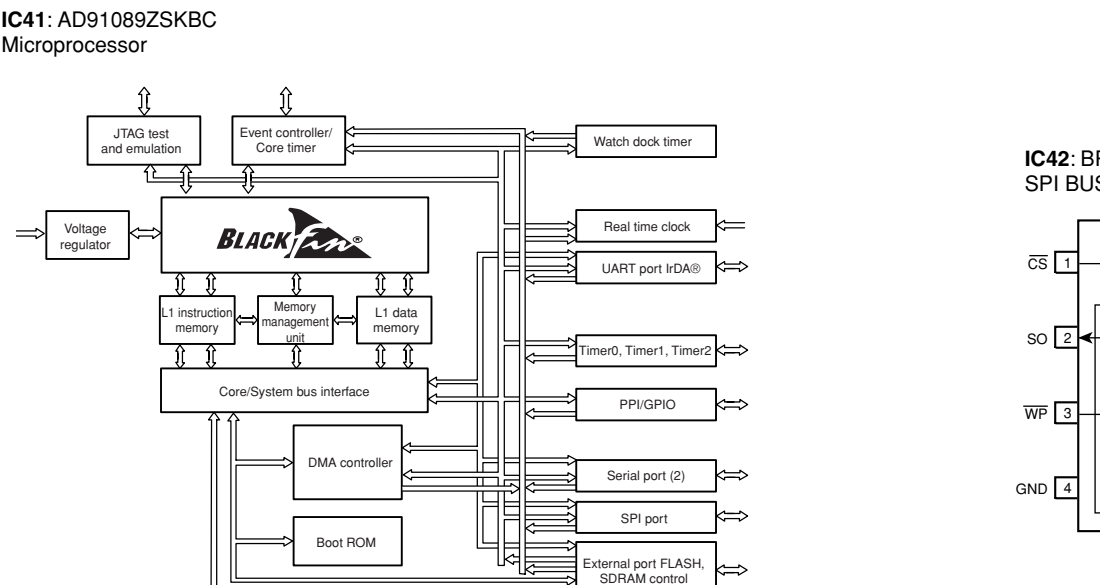 IC41: AD91089ZSKBC
Microprocessor
JTAG test
and emulation
Event controller/
Core timer
Watch dock timer
Voltage
regulator
BLACKfin®
Real time clock
UART port IrDA®
L1 instruction
memory
Memory
management
unit
L1 data
memory
Timer0, Timer1, Timer2
Core/System bus interface
PPI/GPIO
DMA controller
Serial port (2)
SPI port
Boot ROM
External port FLASH,
SDRAM control
IC42:
SPI
CS 1
SO 2
WP 3
GND 4